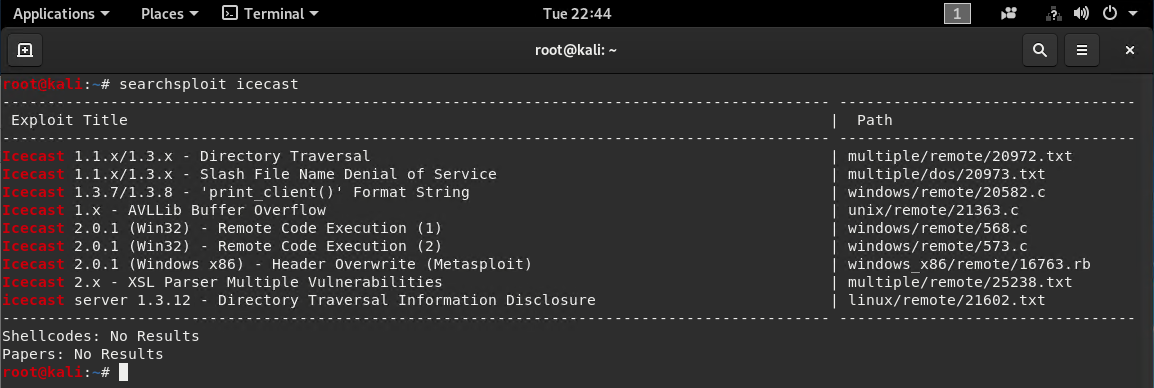 Applications Places Terminal Tue 22:44 1
root@kali: ~
root@kali:~# searchsploit icecast
--------------------------------------------------------------------------------------------- ---------------------------------
Exploit Title | Path
--------------------------------------------------------------------------------------------- ---------------------------------
Icecast 1.1.x/1.3.x - Directory Traversal | multiple/remote/20972.txt
Icecast 1.1.x/1.3.x - Slash File Name Denial of Service | multiple/dos/20973.txt
Icecast 1.3.7/1.3.8 - 'print_client()' Format String | windows/remote/20582.c
Icecast 1.x - AVLLib Buffer Overflow | unix/remote/21363.c
Icecast 2.0.1 (Win32) - Remote Code Execution (1) | windows/remote/568.c
Icecast 2.0.1 (Win32) - Remote Code Execution (2) | windows/remote/573.c
Icecast 2.0.1 (Windows x86) - Header Overwrite (Metasploit) | windows_x86/remote/16763.rb
Icecast 2.x - XSL Parser Multiple Vulnerabilities | multiple/remote/25238.txt
icecast server 1.3.12 - Directory Traversal Information Disclosure | linux/remote/21602.txt
--------------------------------------------------------------------------------------------- ---------------------------------
Shellcodes: No Results
Papers: No Results
root@kali:~#